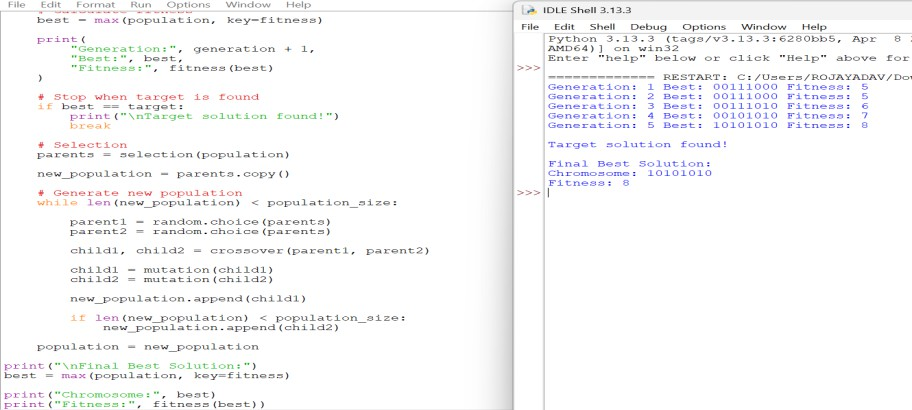 File Edit Format Run Options Window Help
best = max(population, key=fitness)
print(
"Generation:", generation + 1,
"Best:", best,
"Fitness:", fitness(best)
)
# Stop when target is found
if best == target:
print("\nTarget solution found!")
break
# Selection
parents = selection(population)
new_population = parents.copy()
# Generate new population
while len(new_population) < population_size:
parent1 = random.choice(parents)
parent2 = random.choice(parents)
child1, child2 = crossover(parent1, parent2)
child1 = mutation(child1)
child2 = mutation(child2)
new_population.append(child1)
if len(new_population) < population_size:
new_population.append(child2)
population = new_population
print("\nFinal Best Solution:")
best = max(population, key=fitness)
print("Chromosome:", best)
print("Fitness:", fitness(best))
IDLE Shell 3.13.3
File Edit Shell Debug Options Window Help
Python 3.13.3 (tags/v3.13.3:6280bb5, Apr 8
AMD64)] on win32
Enter "help" below or click "Help" above for
>>>
============= RESTART: C:/Users/ROJAYADAV/Dow
Generation: 1 Best: 00111000 Fitness: 5
Generation: 2 Best: 00111000 Fitness: 5
Generation: 3 Best: 00111010 Fitness: 6
Generation: 4 Best: 00101010 Fitness: 7
Generation: 5 Best: 10101010 Fitness: 8
Target solution found!
Final Best Solution:
Chromosome: 10101010
Fitness: 8
>>>